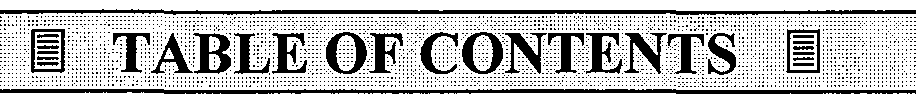 TABLE OF CONTENTS